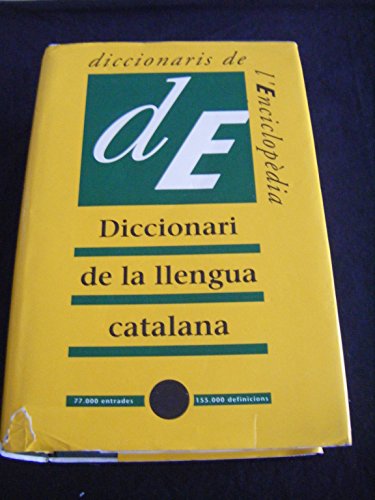 diccionaris de
l'Enciclopèdia
dE
Diccionari
de la llengua
catalana
77.000 entrades
155.000 definicions